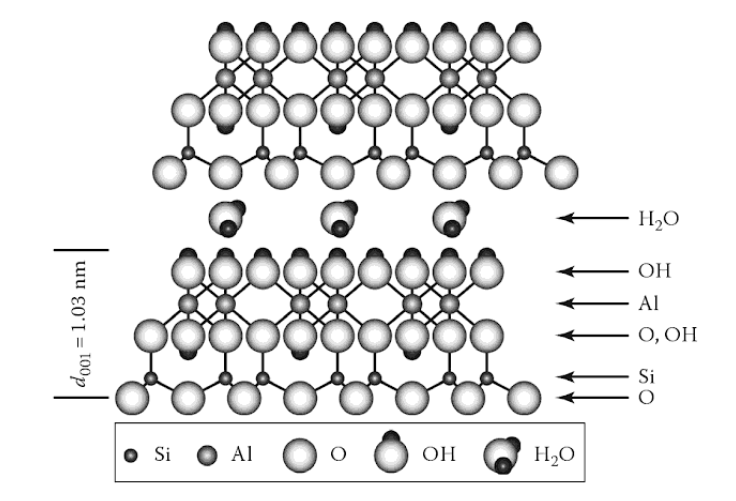 H₂O
OH
Al
O, OH
Si
O
d₀₀₁ = 1.03 nm
Si Al O OH H₂O